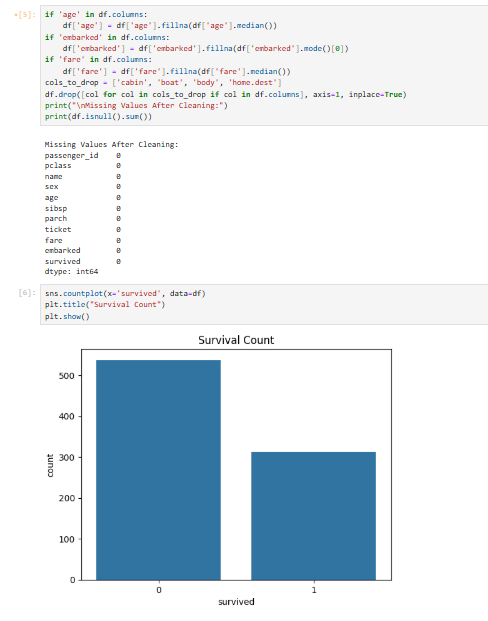 [5]: if 'age' in df.columns:
    df['age'] = df['age'].fillna(df['age'].median())
if 'embarked' in df.columns:
    df['embarked'] = df['embarked'].fillna(df['embarked'].mode()[0])
if 'fare' in df.columns:
    df['fare'] = df['fare'].fillna(df['fare'].median())
cols_to_drop = ['cabin', 'boat', 'body', 'home.dest']
df.drop([col for col in cols_to_drop if col in df.columns], axis=1, inplace=True)
print("\nMissing Values After Cleaning:")
print(df.isnull().sum())
Missing Values After Cleaning:
passenger_id    0
pclass          0
name            0
sex             0
age             0
sibsp           0
parch           0
ticket          0
fare            0
embarked        0
survived        0
dtype: int64
[6]: sns.countplot(x='survived', data=df)
plt.title("Survival Count")
plt.show()
Survival Count
500
400
300
200
100
0
count
0 1
survived